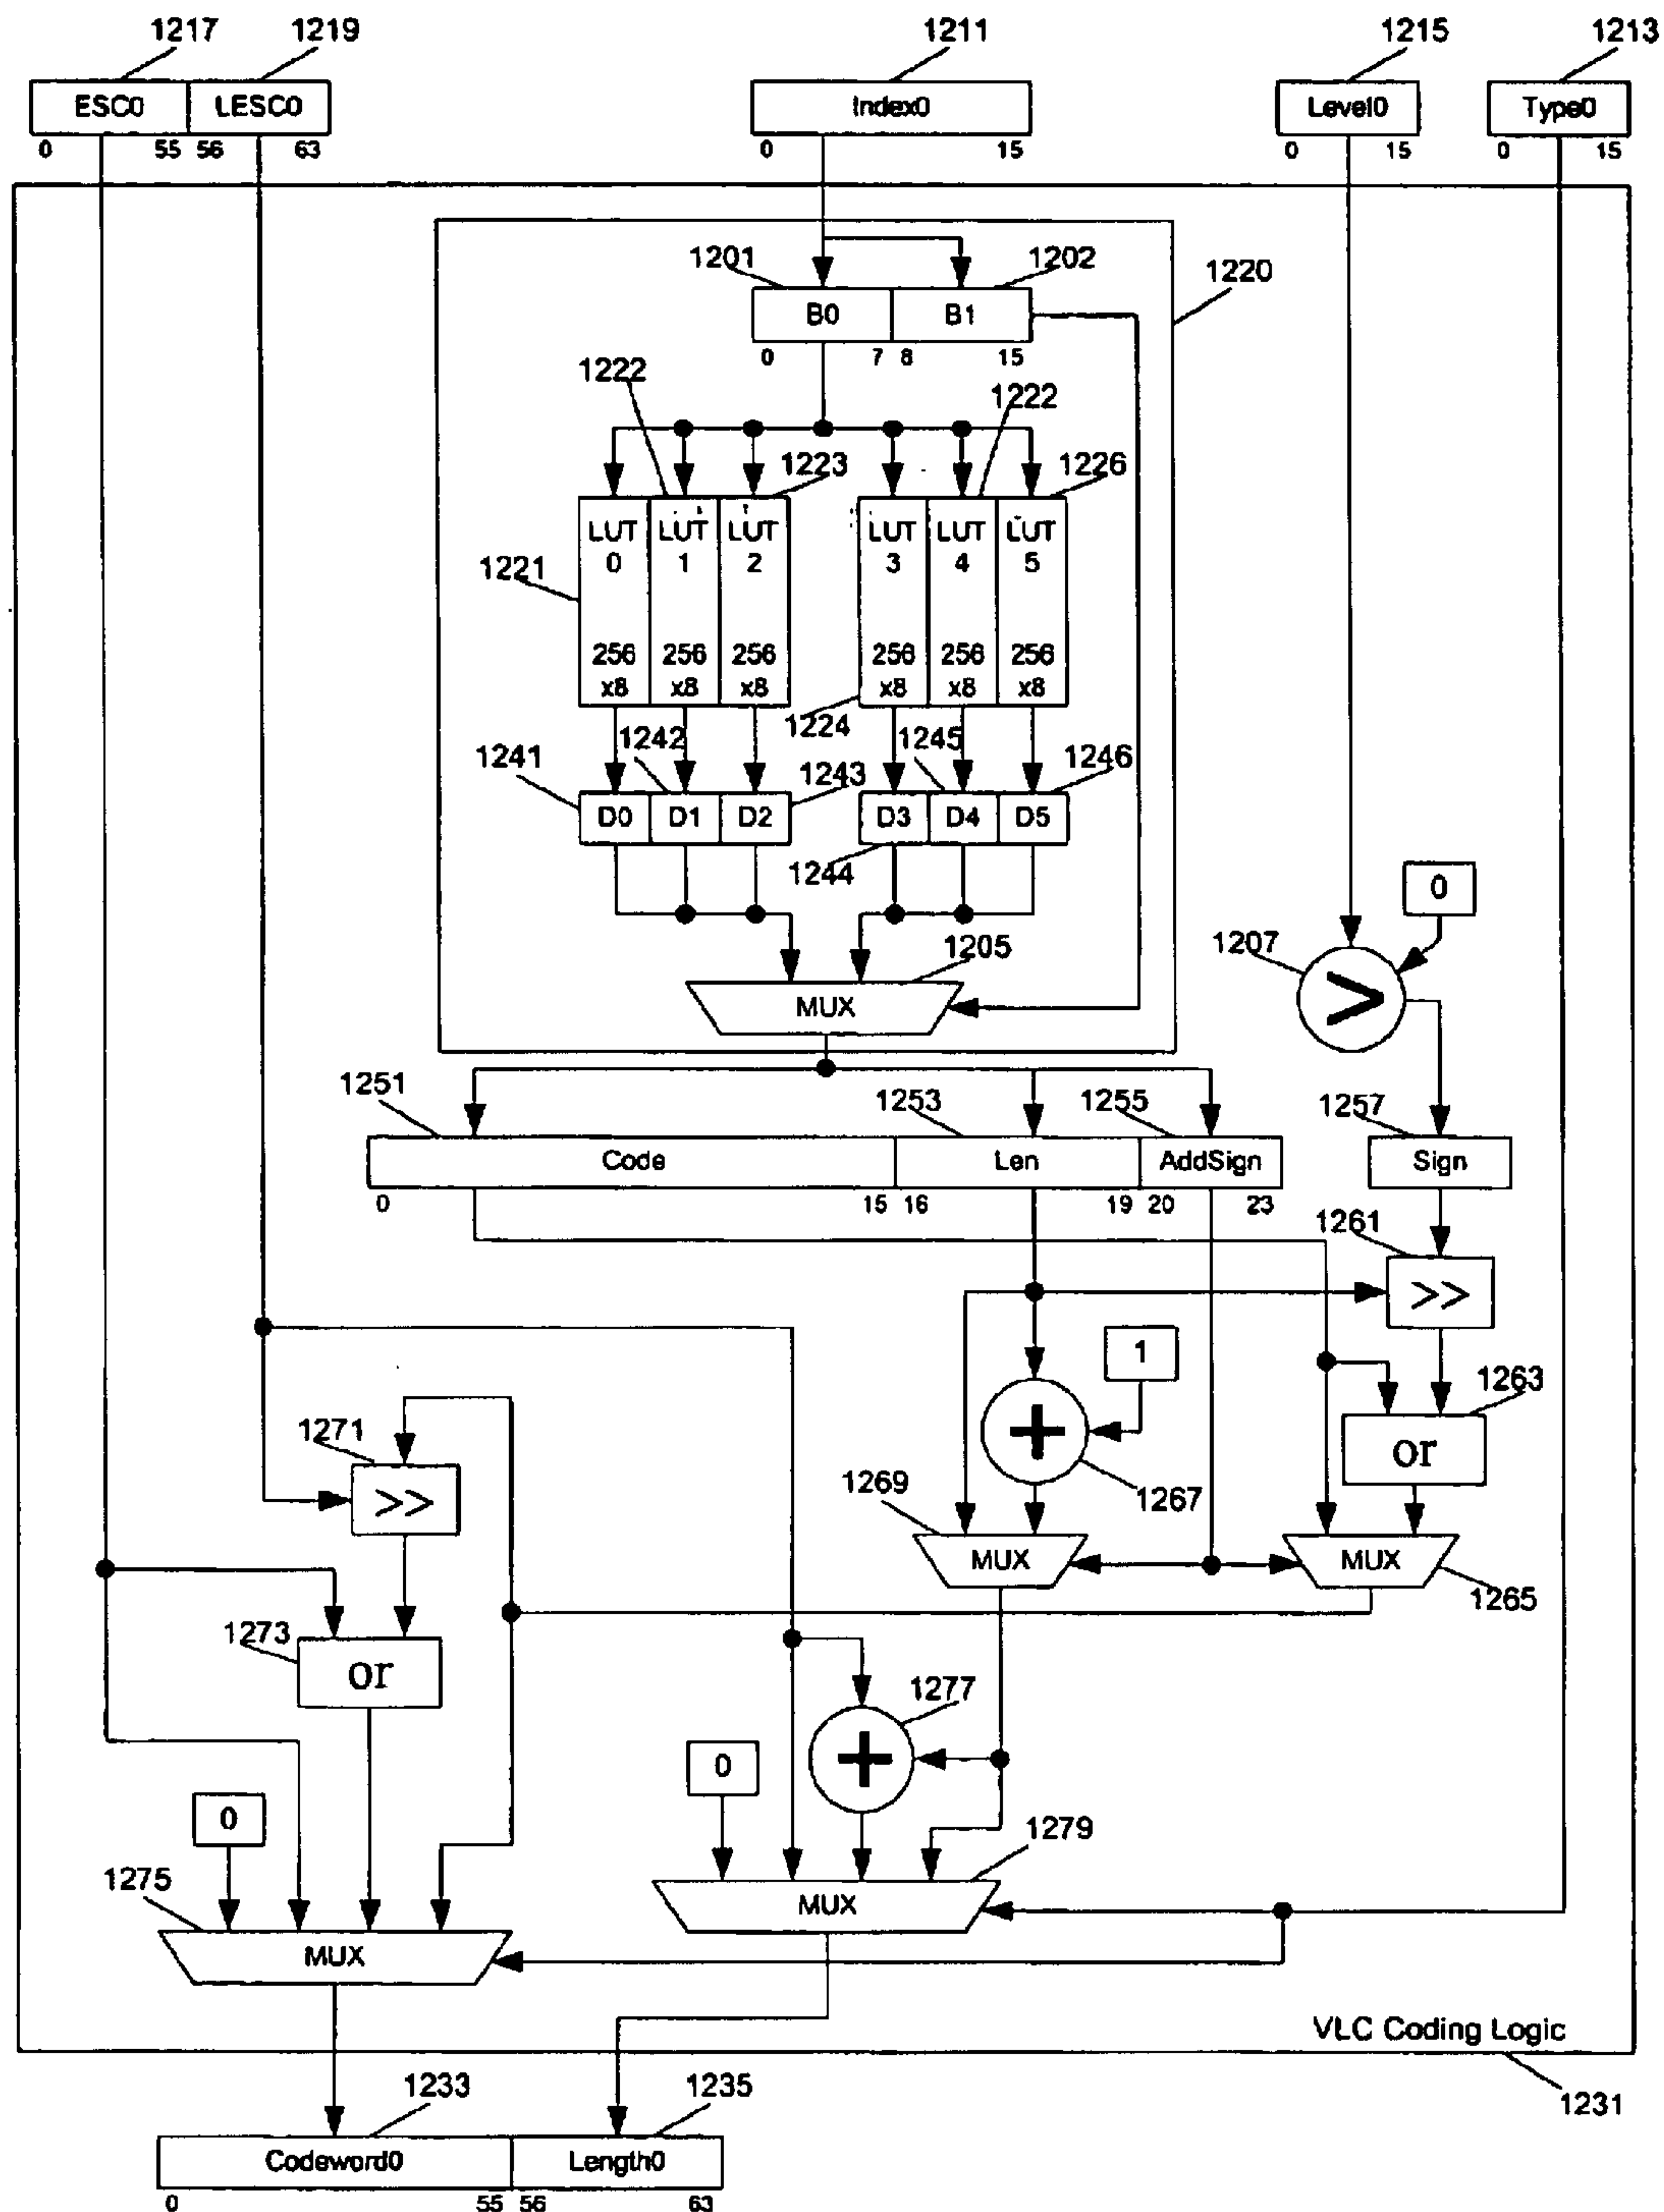 1217 1219 1211 1215 1213
ESC0 LESC0 Index0 Level0 Type0
0 55 56 63 0 15 0 15 0 15
1201 1202 1220
B0 B1
0 7 8 15
1222 1222
1223 1226
LUT 0 LUT 1 LUT 2 LUT 3 LUT 4 LUT 5
1221
256 x8 256 x8 256 x8 256 x8 256 x8 256 x8
1224
1241 1242 1243 1245 1246
D0 D1 D2 D3 D4 D5
1244
0
1205 1207
MUX >
1251 1253 1255 1257
Code Len AddSign Sign
0 15 16 19 20 23
1261
>>
1
1271 + 1263
>> or
1269 1267
MUX MUX
1265
1273
or
1277
+
0
0
1279
1275 MUX
MUX
VLC Coding Logic
1233 1235 1231
Codeword0 Length0
0 55 56 63